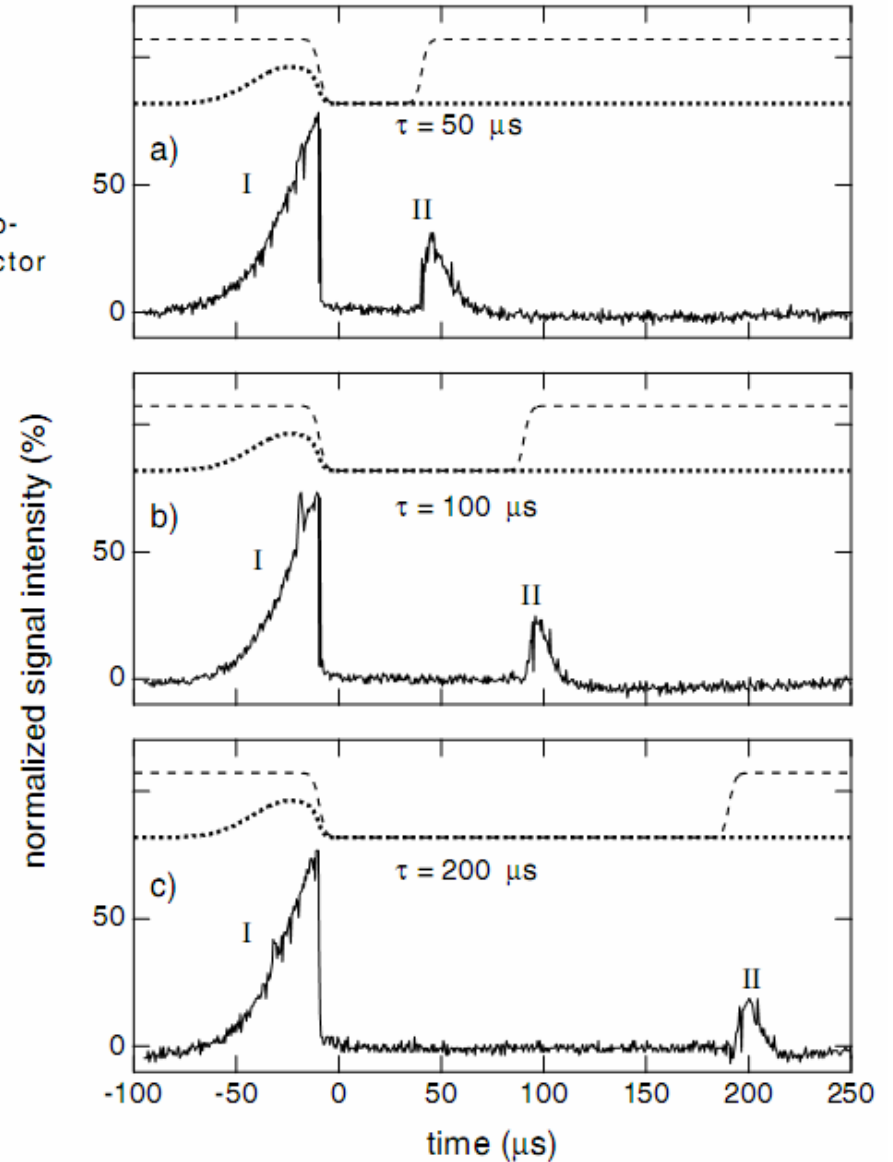 o-
ctor
normalized signal intensity (%)
a)
I
II
τ = 50 μs
50
0
b)
I
II
τ = 100 μs
50
0
c)
I
II
τ = 200 μs
50
0
-100 -50 0 50 100 150 200 250
time (μs)